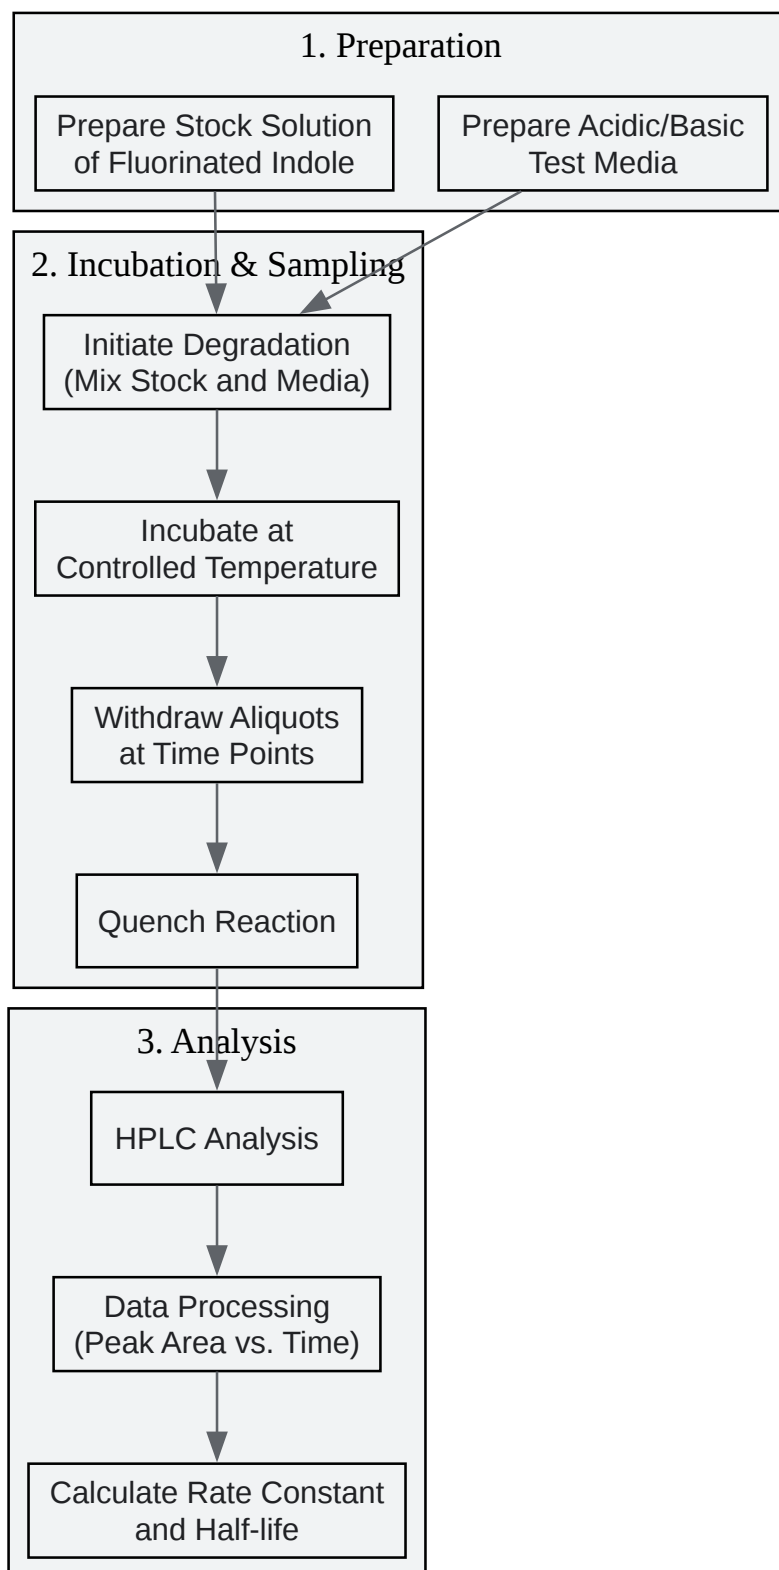 1. Preparation
Prepare Stock Solution
of Fluorinated Indole
Prepare Acidic/Basic
Test Media
2. Incubation & Sampling
Initiate Degradation
(Mix Stock and Media)
Incubate at
Controlled Temperature
Withdraw Aliquots
at Time Points
Quench Reaction
3. Analysis
HPLC Analysis
Data Processing
(Peak Area vs. Time)
Calculate Rate Constant
and Half-life